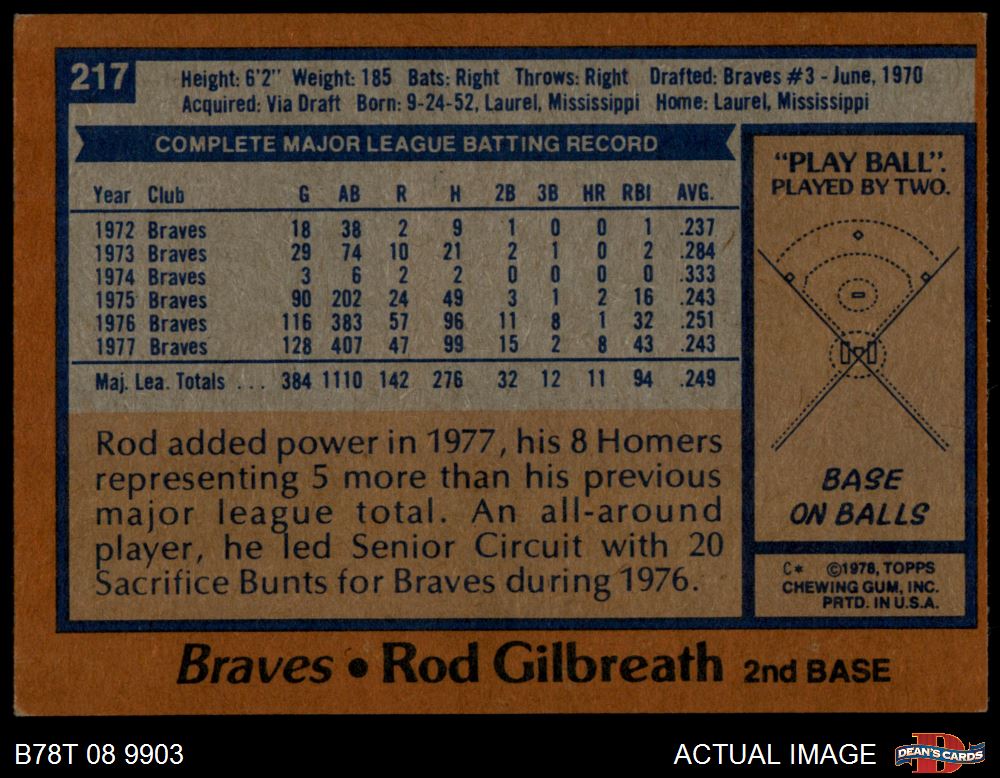 217
Height: 6'2" Weight: 185 Bats: Right Throws: Right Drafted: Braves #3 - June, 1970
Acquired: Via Draft Born: 9-24-52, Laurel, Mississippi Home: Laurel, Mississippi
COMPLETE MAJOR LEAGUE BATTING RECORD
Year Club G AB R H 2B 3B HR RBI AVG.
1972 Braves 18 38 2 9 1 0 0 1 .237
1973 Braves 29 74 10 21 2 1 0 2 .284
1974 Braves 3 6 2 2 0 0 0 0 .333
1975 Braves 90 202 24 49 3 1 2 16 .243
1976 Braves 116 383 57 96 11 8 1 32 .251
1977 Braves 128 407 47 99 15 2 8 43 .243
Maj. Lea. Totals ... 384 1110 142 276 32 12 11 94 .249
Rod added power in 1977, his 8 Homers
representing 5 more than his previous
major league total. An all-around
player, he led Senior Circuit with 20
Sacrifice Bunts for Braves during 1976.
"PLAY BALL".
PLAYED BY TWO.
BASE
ON BALLS
C* ©1978, TOPPS
CHEWING GUM, INC.
PRTD. IN U.S.A.
Braves • Rod Gilbreath 2nd BASE
B78T 08 9903
ACTUAL IMAGE
DEAN'S CARDS